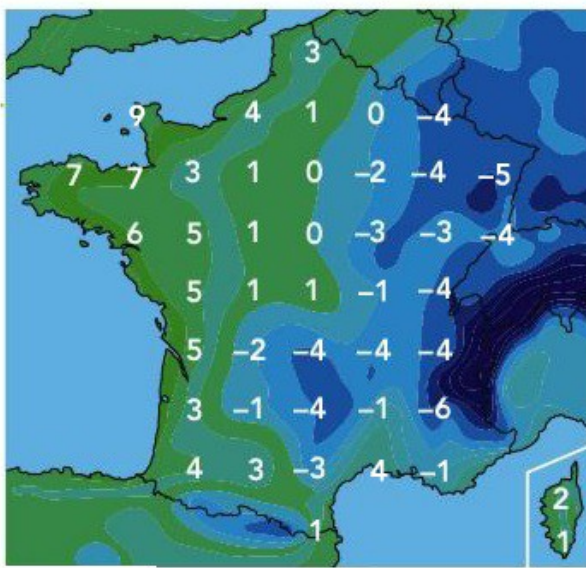 3
9 4 1 0 –4
7 7 3 1 0 –2 –4 –5
6 5 1 0 –3 –3 –4
5 1 1 –1 –4
5 –2 –4 –4 –4
3 –1 –4 –1 –6
4 3 –3 4 –1
2
1
1